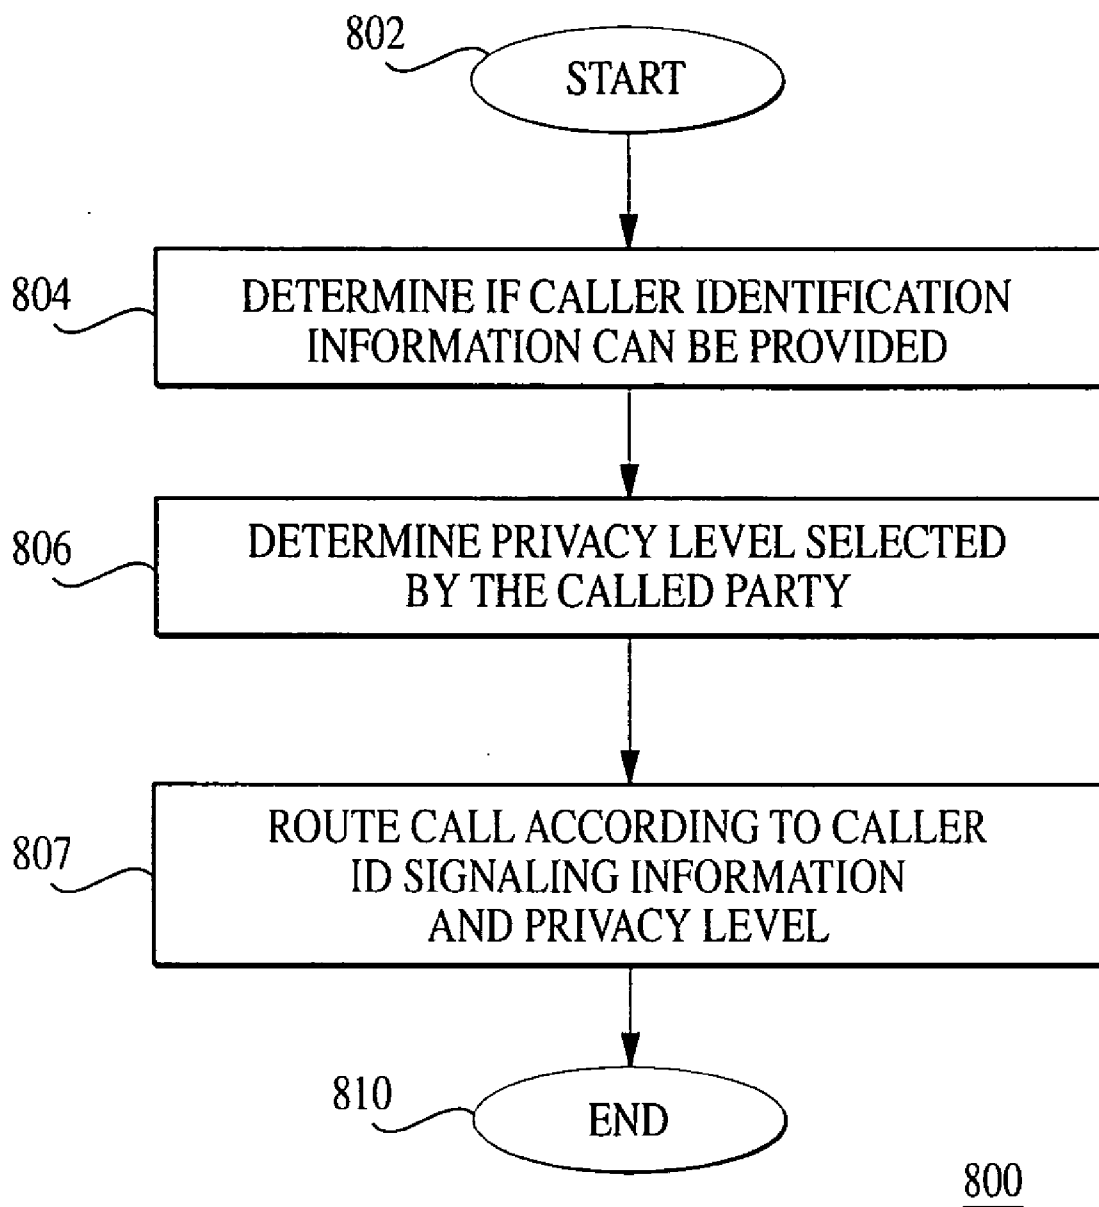 802
START
804
DETERMINE IF CALLER IDENTIFICATION
INFORMATION CAN BE PROVIDED
806
DETERMINE PRIVACY LEVEL SELECTED
BY THE CALLED PARTY
807
ROUTE CALL ACCORDING TO CALLER
ID SIGNALING INFORMATION
AND PRIVACY LEVEL
810
END
800